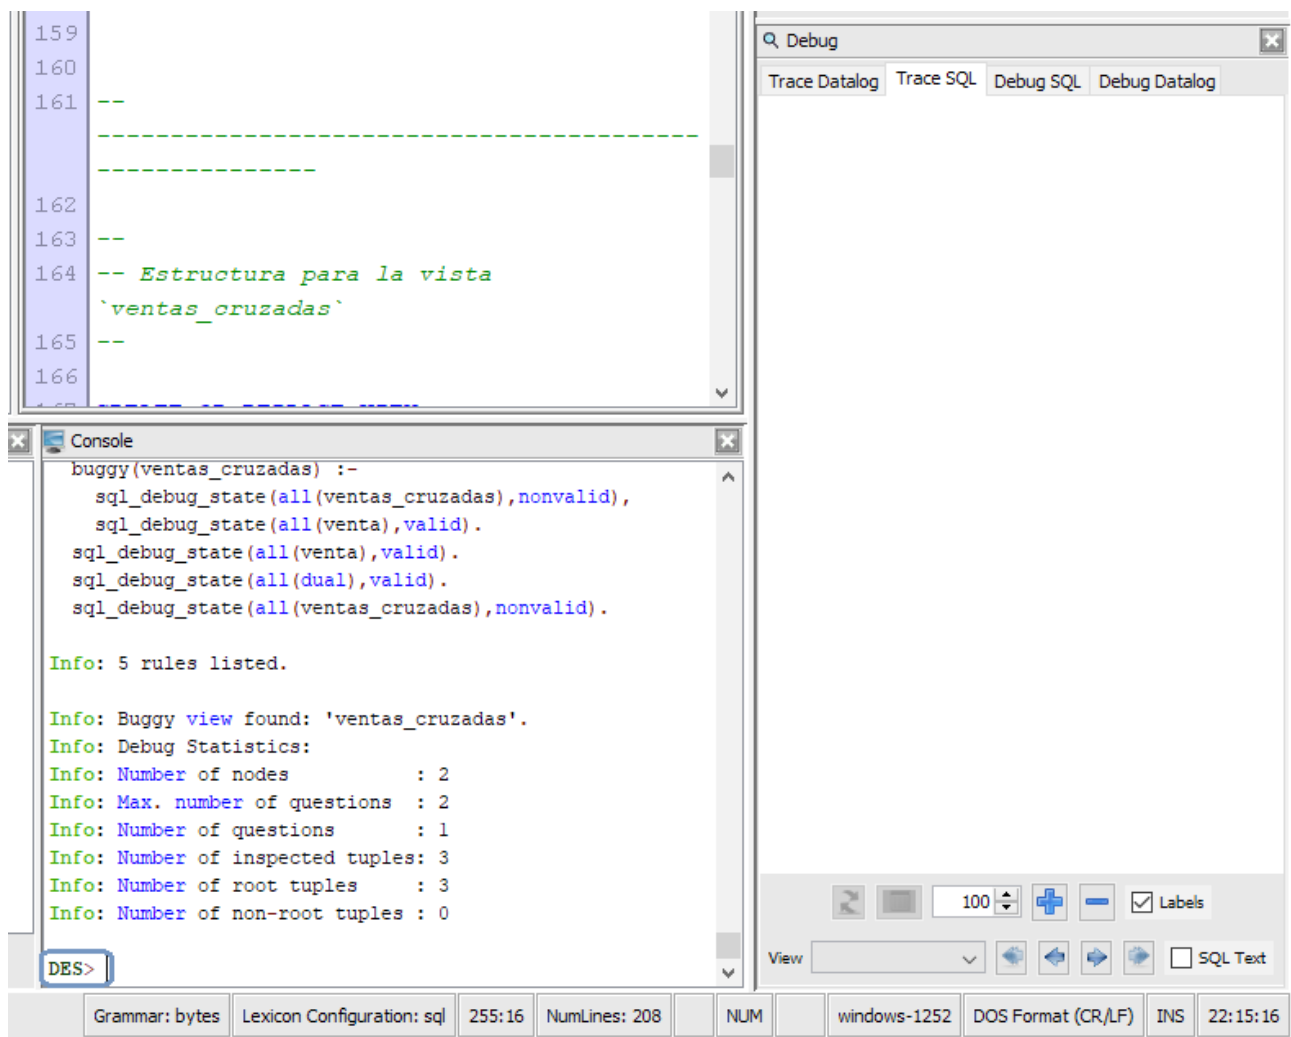 159
160
161 --
------------------------------------------
---------------
162
163 --
164 -- Estructura para la vista
`ventas_cruzadas`
165 --
166
Console
buggy(ventas_cruzadas) :-
sql_debug_state(all(ventas_cruzadas),nonvalid),
sql_debug_state(all(venta),valid).
sql_debug_state(all(venta),valid).
sql_debug_state(all(dual),valid).
sql_debug_state(all(ventas_cruzadas),nonvalid).
Info: 5 rules listed.
Info: Buggy view found: 'ventas_cruzadas'.
Info: Debug Statistics:
Info: Number of nodes : 2
Info: Max. number of questions : 2
Info: Number of questions : 1
Info: Number of inspected tuples: 3
Info: Number of root tuples : 3
Info: Number of non-root tuples : 0
DES>
Debug
Trace Datalog Trace SQL Debug SQL Debug Datalog
100 Labels
View SQL Text
Grammar: bytes Lexicon Configuration: sql 255:16 NumLines: 208 NUM windows-1252 DOS Format (CR/LF) INS 22:15:16